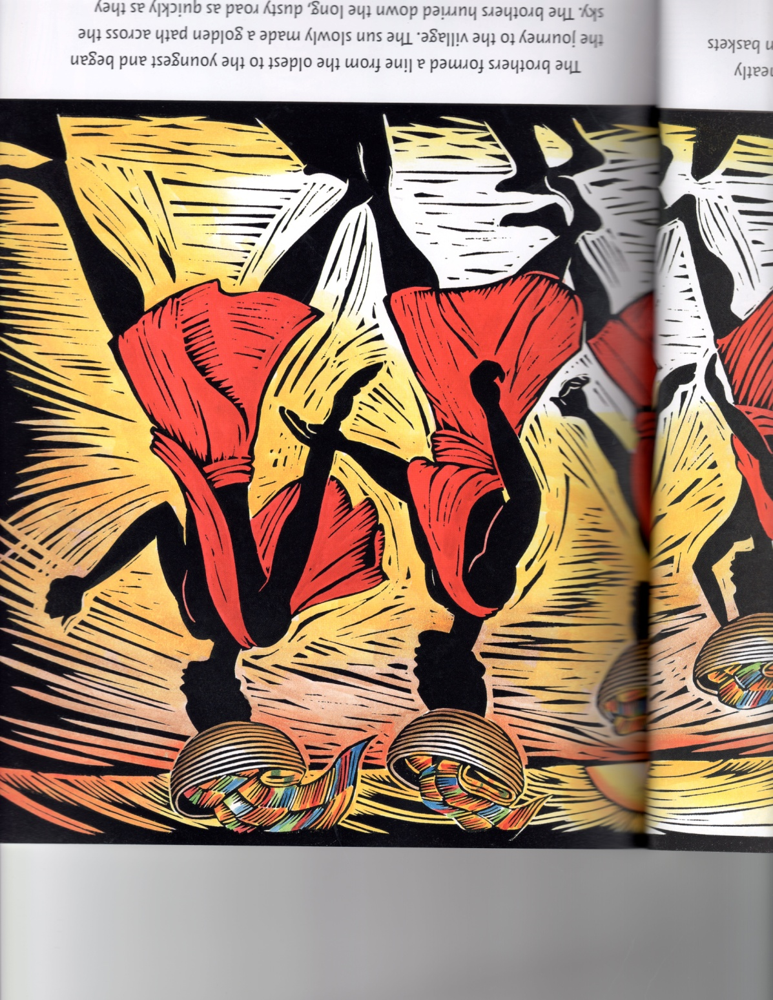 neatly
n baskets
The brothers formed a line from the oldest to the youngest and began
the journey to the village. The sun slowly made a golden path across the
sky. The brothers hurried down the long, dusty road as quickly as they